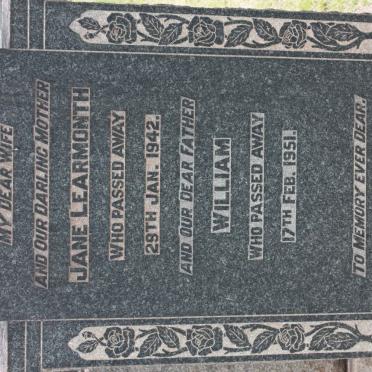 MY DEAR WIFE
AND OUR DARLING MOTHER
JANE LEARMONTH
WHO PASSED AWAY
29TH JAN. 1942.
AND OUR DEAR FATHER
WILLIAM
WHO PASSED AWAY
17TH FEB. 1951.
TO MEMORY EVER DEAR.